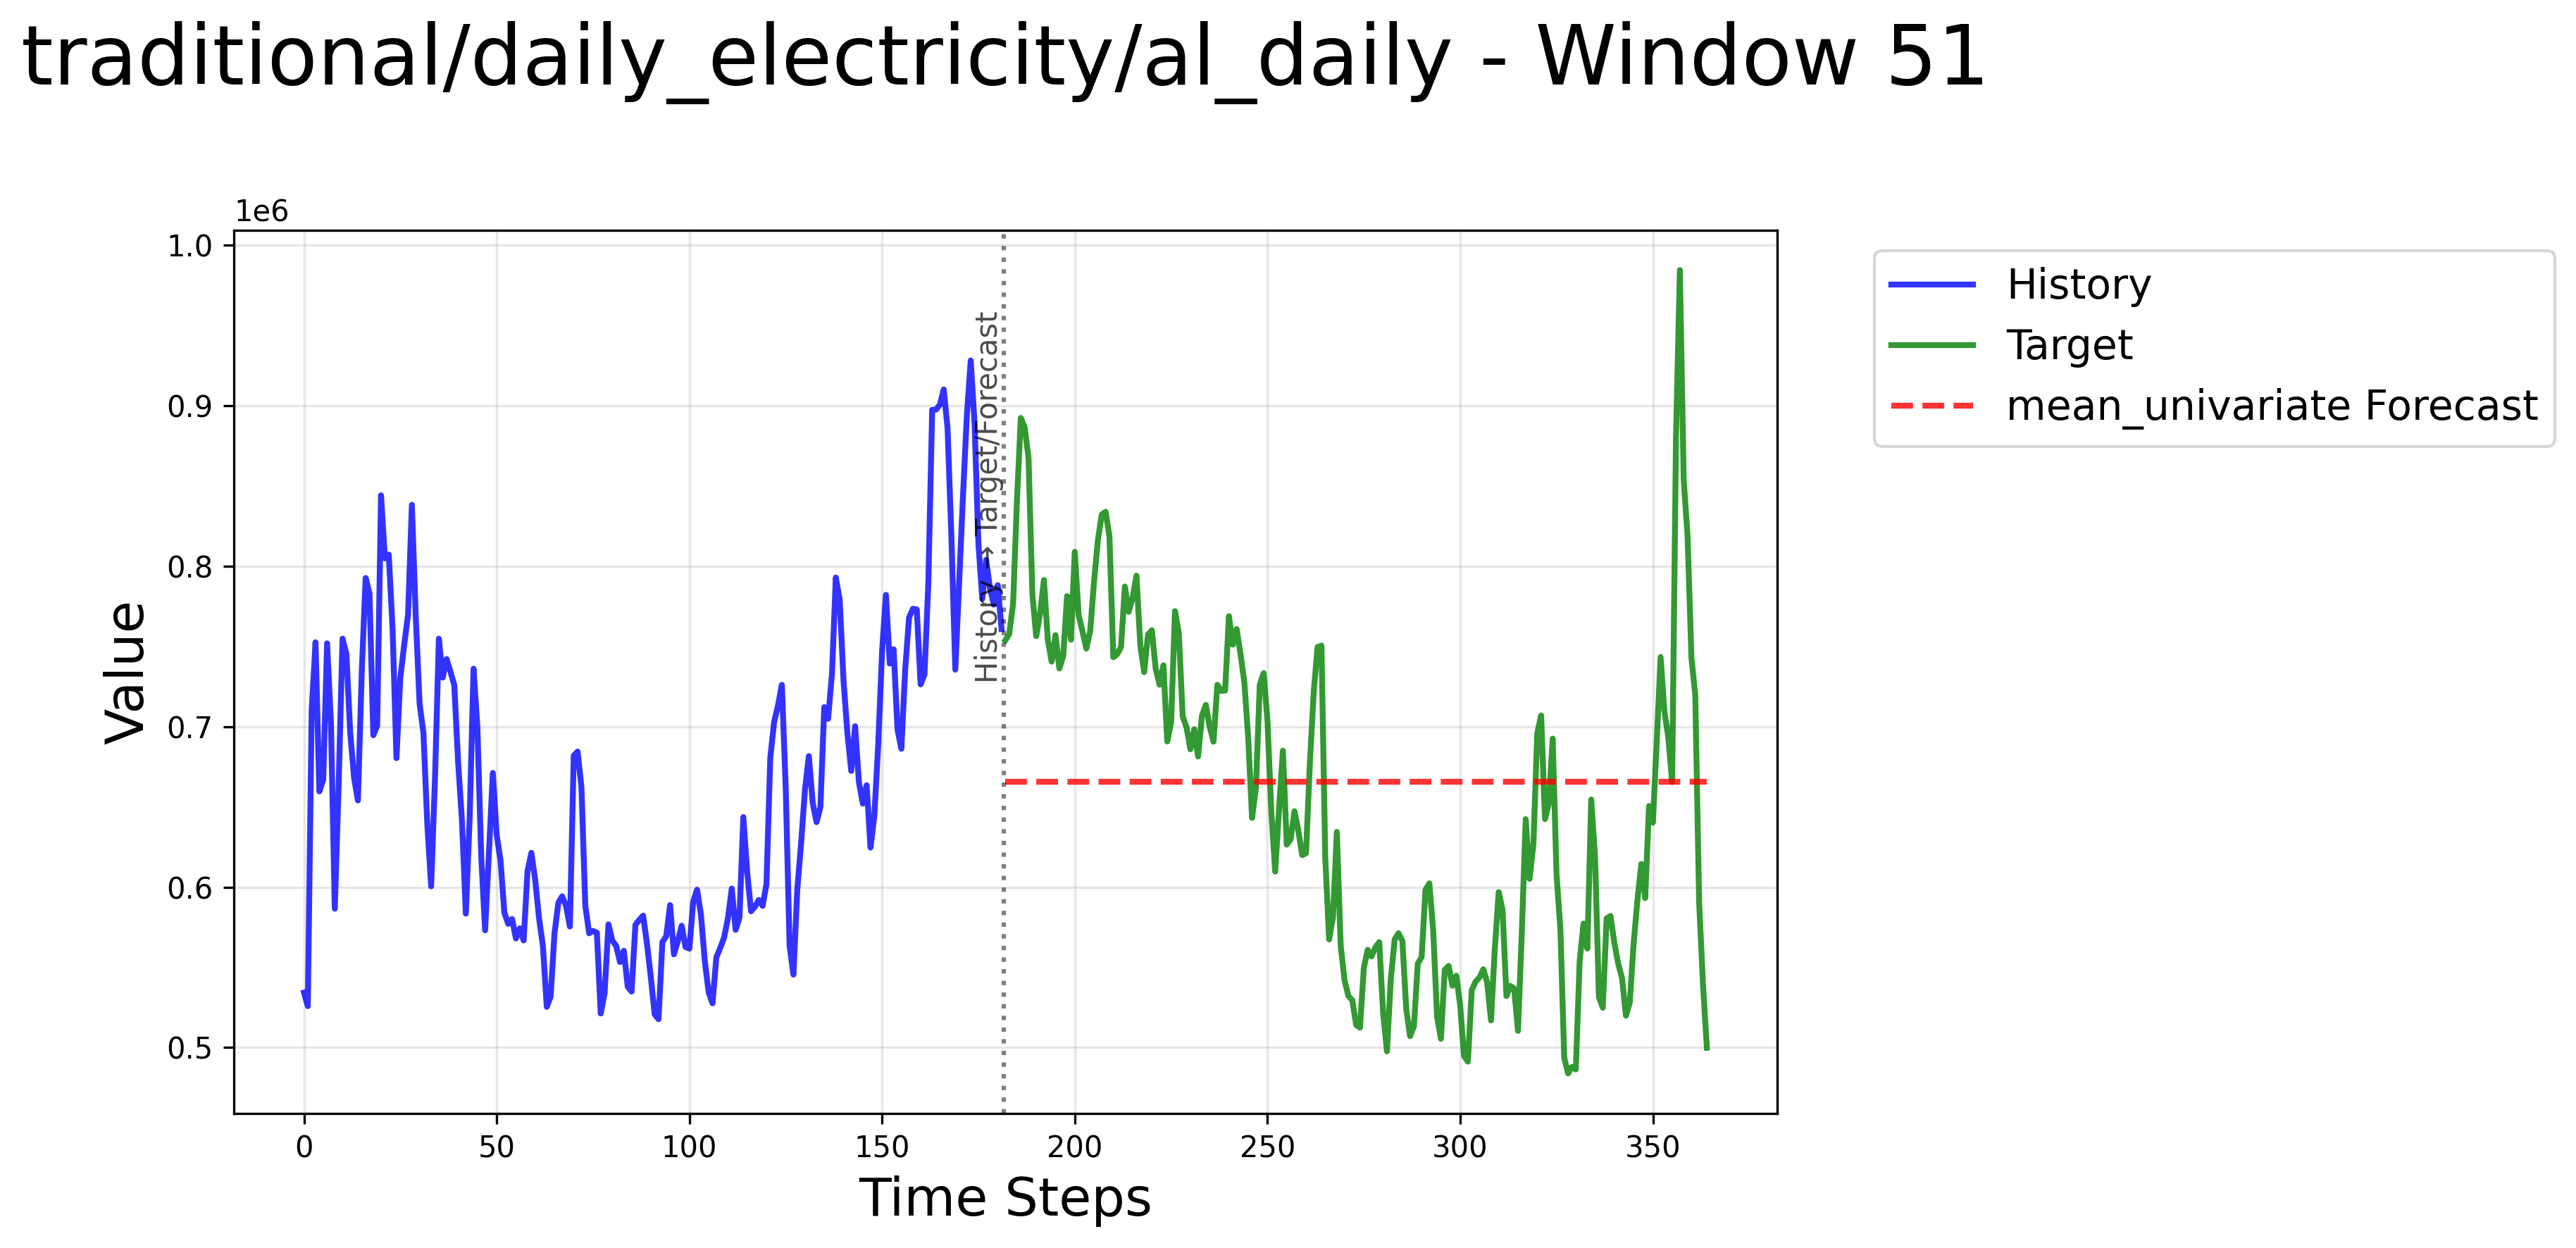 traditional/daily_electricity/al_daily - Window 51
1e6
1.0
0.9
0.8
0.7
0.6
0.5
Value
0
50
100
150
200
250
300
350
Time Steps
History → Target/Forecast
History
Target
mean_univariate Forecast